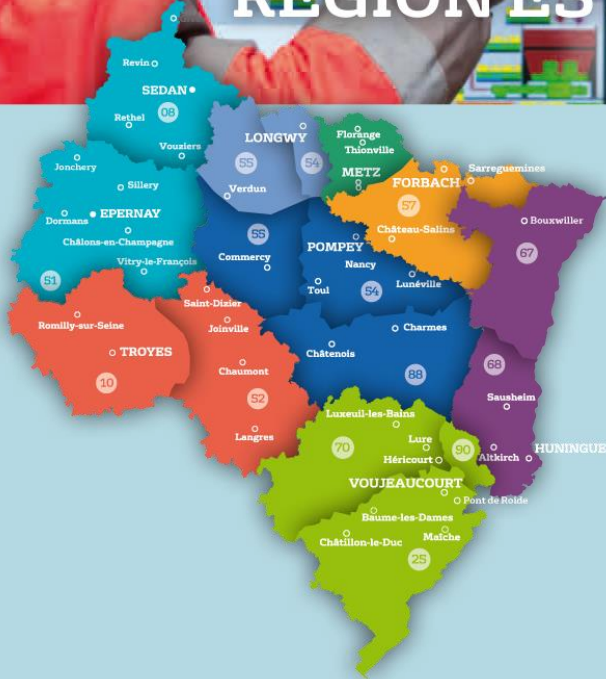 RÉGION ES
Revin
SEDAN
08
Rethel
Vouziers
LONGWY
55
54
Verdun
Florange
Thionville
METZ
Jonchery
Sillery
Dormans
EPERNAY
Châlons-en-Champagne
Vitry-le-François
51
FORBACH
Sarreguemines
57
Château-Salins
Bouxwiller
67
55
Commercy
POMPEY
Nancy
Toul
54
Lunéville
Romilly-sur-Seine
TROYES
10
Saint-Dizier
Joinville
Chaumont
52
Langres
Charmes
Châtenois
88
68
Sausheim
Altkirch
HUNINGUE
Luxeuil-les-Bains
70
Lure
90
Héricourt
VOUJEAUCOURT
Pont de Roide
Baume-les-Dames
Maîche
Châtillon-le-Duc
25